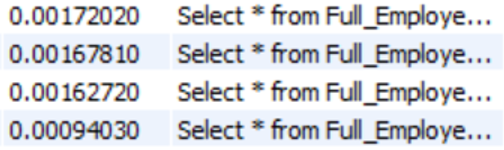 0.00172020 Select * from Full_Employe...
0.00167810 Select * from Full_Employe...
0.00162720 Select * from Full_Employe...
0.00094030 Select * from Full_Employe...